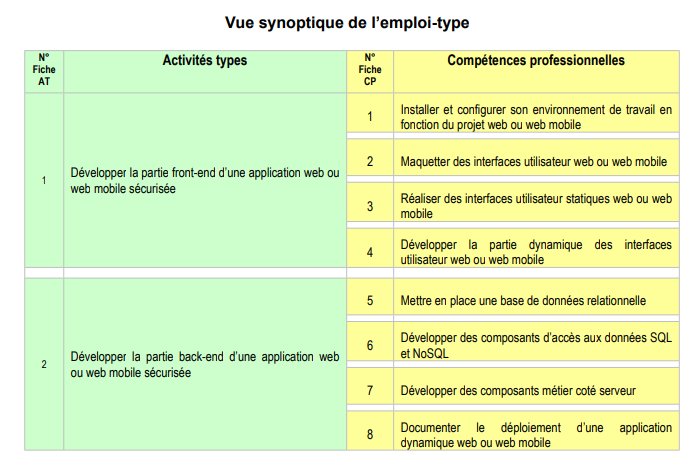 Vue synoptique de l’emploi-type
N°
Fiche
AT
Activités types
N°
Fiche
CP
Compétences professionnelles
1
Développer la partie front-end d’une application web ou
web mobile sécurisée
1
Installer et configurer son environnement de travail en
fonction du projet web ou web mobile
2
Maquetter des interfaces utilisateur web ou web mobile
3
Réaliser des interfaces utilisateur statiques web ou web
mobile
4
Développer la partie dynamique des interfaces
utilisateur web ou web mobile
2
Développer la partie back-end d’une application web
ou web mobile sécurisée
5
Mettre en place une base de données relationnelle
6
Développer des composants d’accès aux données SQL
et NoSQL
7
Développer des composants métier coté serveur
8
Documenter le déploiement d’une application
dynamique web ou web mobile